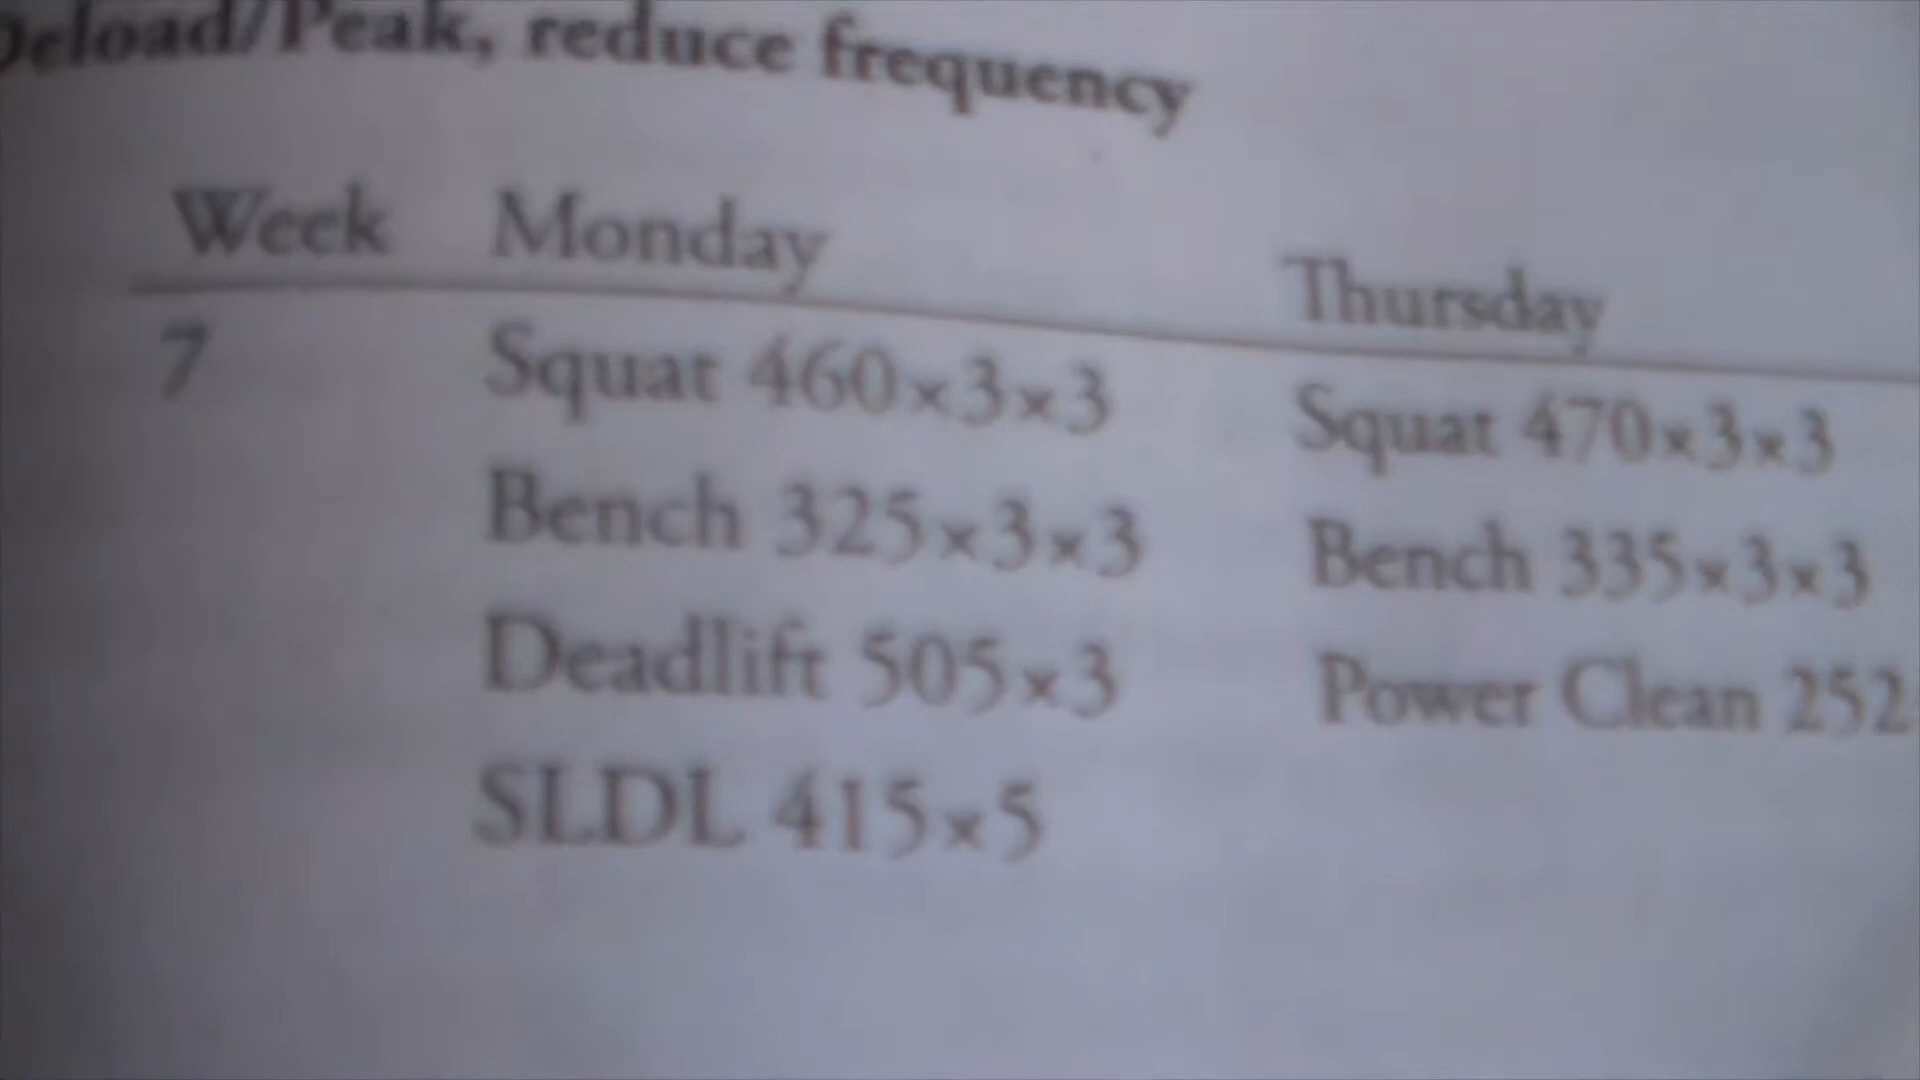 Deload/Peak, reduce frequency
Week Monday Thursday
7 Squat 460×3×3 Squat 470×3×3
Bench 325×3×3 Bench 335×3×3
Deadlift 505×3 Power Clean 252
SLDL 415×5